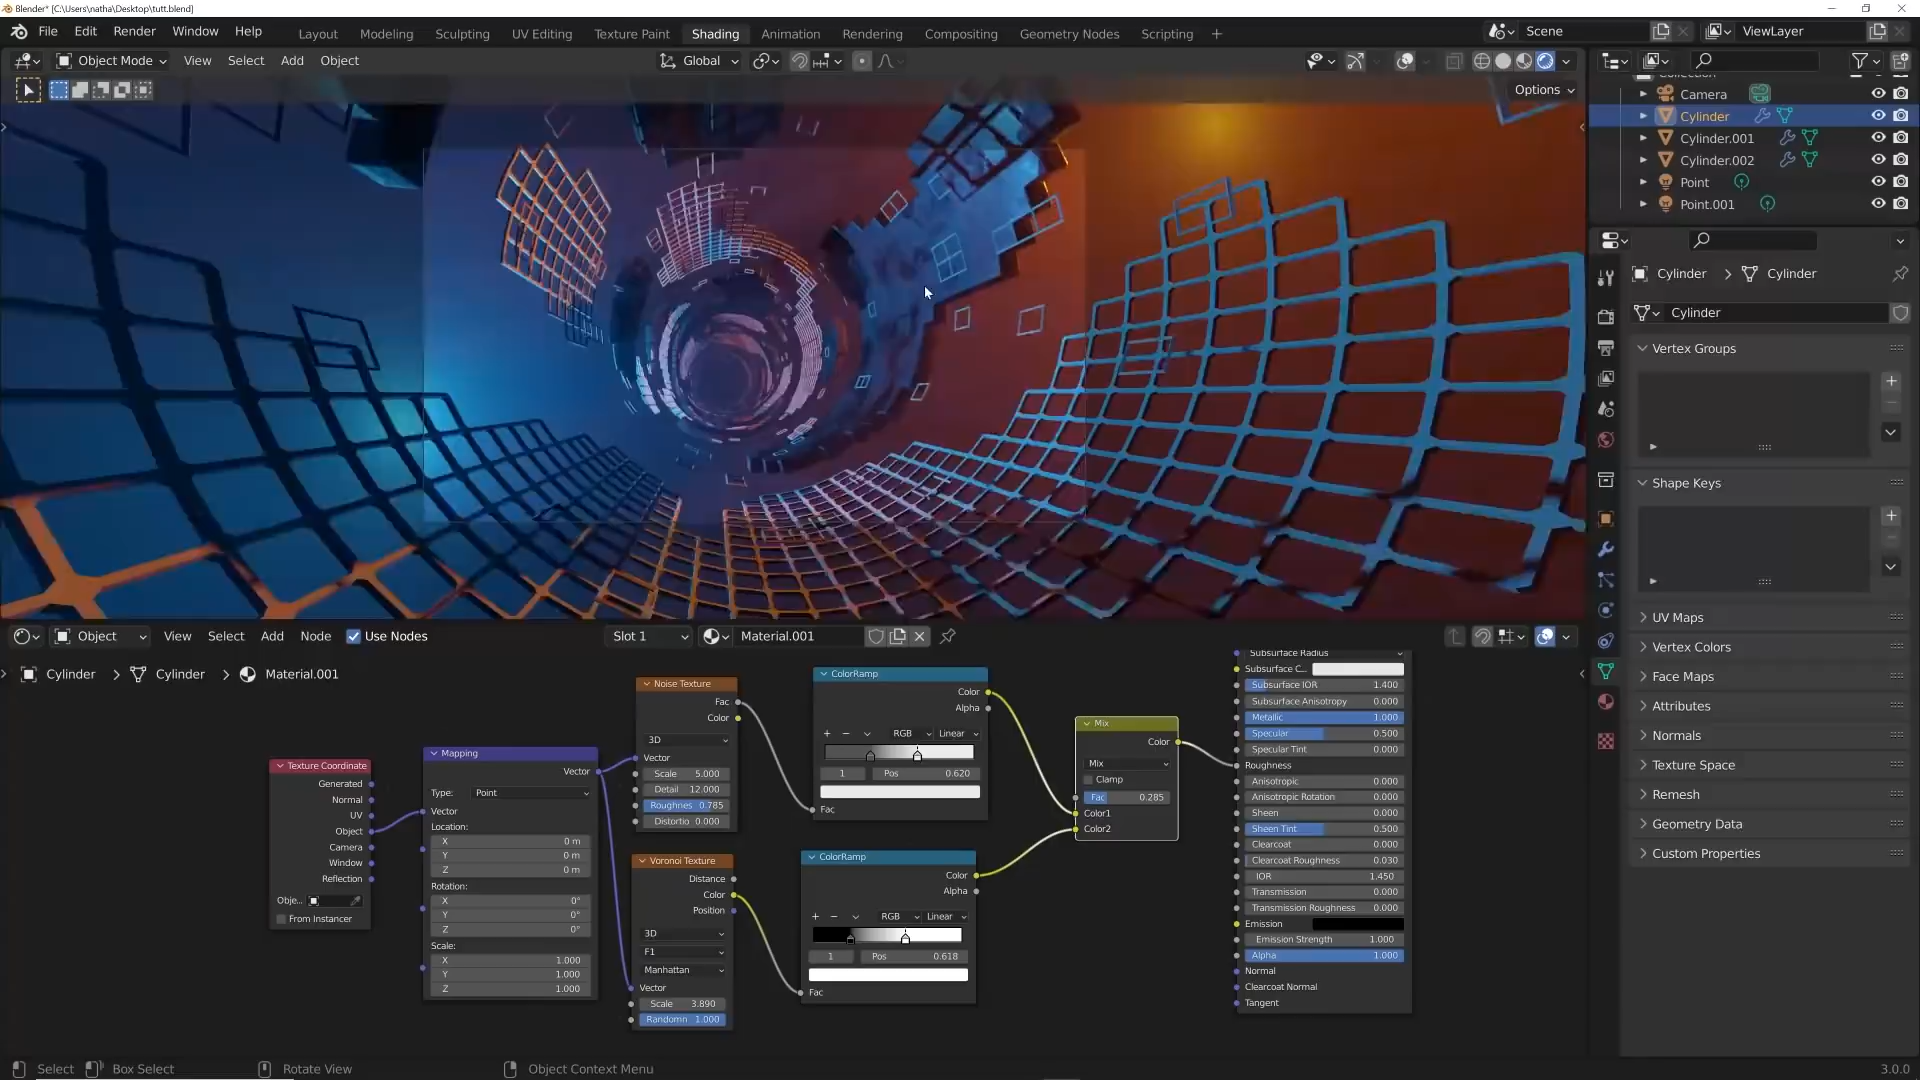 Blender* [C:\Users\natha\Desktop\tutt.blend]
File Edit Render Window Help Layout Modeling Sculpting UV Editing Texture Paint Shading Animation Rendering Compositing Geometry Nodes Scripting + Scene ViewLayer
Object Mode View Select Add Object Global
Options
Camera
Cylinder
Cylinder.001
Cylinder.002
Point
Point.001
Cylinder > Cylinder
Cylinder
Vertex Groups
Shape Keys
UV Maps
Vertex Colors
Face Maps
Attributes
Normals
Texture Space
Remesh
Geometry Data
Custom Properties
Object View Select Add Node Use Nodes Slot 1 Material.001
Cylinder > Cylinder > Material.001
Texture Coordinate
Generated
Normal
UV
Object
Camera
Window
Reflection
Obje...
From Instancer
Mapping
Vector
Type: Point
Vector
Location:
X 0 m
Y 0 m
Z 0 m
Rotation:
X 0°
Y 0°
Z 0°
Scale:
X 1.000
Y 1.000
Z 1.000
Noise Texture
Fac
Color
3D
Vector
Scale 5.000
Detail 12.000
Roughnes 0.785
Distortio 0.000
Voronoi Texture
Distance
Color
Position
3D
F1
Manhattan
Vector
Scale 3.890
Randomn 1.000
ColorRamp
Color
Alpha
+ − RGB Linear
1 Pos 0.620
Fac
ColorRamp
Color
Alpha
+ − RGB Linear
1 Pos 0.618
Fac
Mix
Color
Mix
Clamp
Fac 0.285
Color1
Color2
Subsurface Radius
Subsurface C...
Subsurface IOR 1.400
Subsurface Anisotropy 0.000
Metallic 1.000
Specular 0.500
Specular Tint 0.000
Roughness
Anisotropic 0.000
Anisotropic Rotation 0.000
Sheen 0.000
Sheen Tint 0.500
Clearcoat 0.000
Clearcoat Roughness 0.030
IOR 1.450
Transmission 0.000
Transmission Roughness 0.000
Emission
Emission Strength 1.000
Alpha 1.000
Normal
Clearcoat Normal
Tangent
Select Box Select Rotate View Object Context Menu 3.0.0